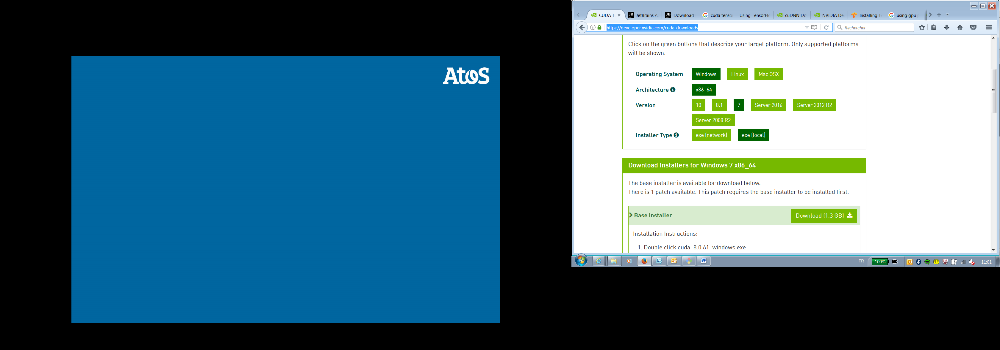 Atos
CUDA T
JetBrains A
Download
cuda tenso
Using TensorFlo
cuDNN Do
NVIDIA De
Installing T
using gpu
https://developer.nvidia.com/cuda-downloads
Rechercher
Click on the green buttons that describe your target platform. Only supported platforms
will be shown.
Operating System Windows Linux Mac OSX
Architecture x86_64
Version 10 8.1 7 Server 2016 Server 2012 R2
Server 2008 R2
Installer Type exe (network) exe (local)
Download Installers for Windows 7 x86_64
The base installer is available for download below.
There is 1 patch available. This patch requires the base installer to be installed first.
Base Installer Download (1.3 GB)
Installation Instructions:
1. Double click cuda_8.0.61_windows.exe
FR 100% 11:01